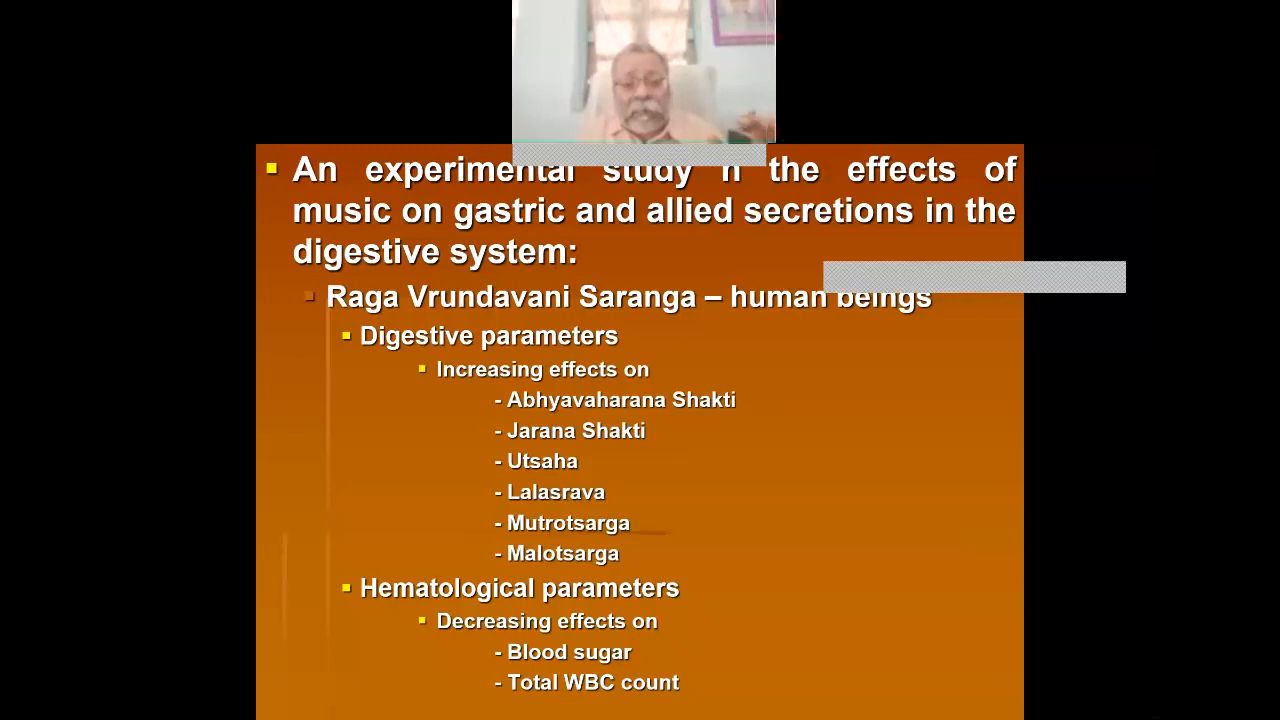 An experimental study n the effects of
music on gastric and allied secretions in the
digestive system:
Raga Vrundavani Saranga – human beings
Digestive parameters
Increasing effects on
- Abhyavaharana Shakti
- Jarana Shakti
- Utsaha
- Lalasrava
- Mutrotsarga
- Malotsarga
Hematological parameters
Decreasing effects on
- Blood sugar
- Total WBC count